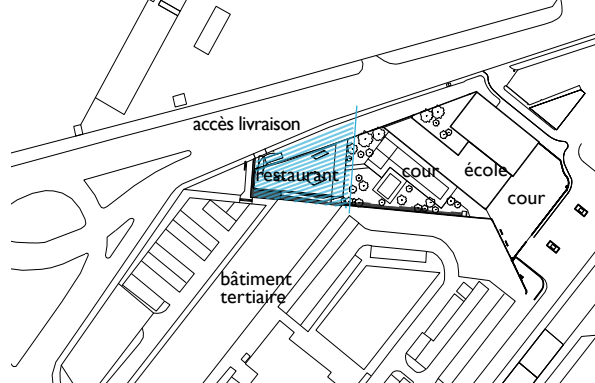 accès livraison
restaurant
cour
école
cour
bâtiment
tertiaire